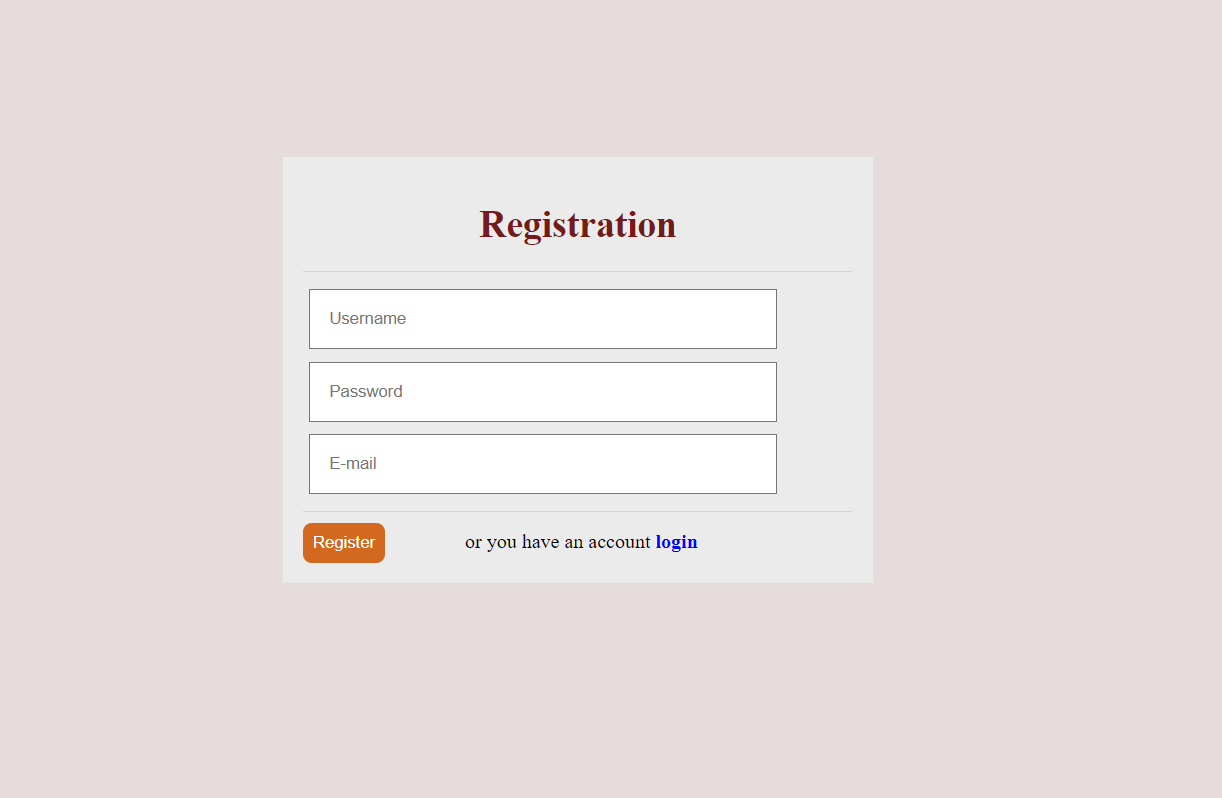 Registration
Username
Password
E-mail
Register
or you have an account login